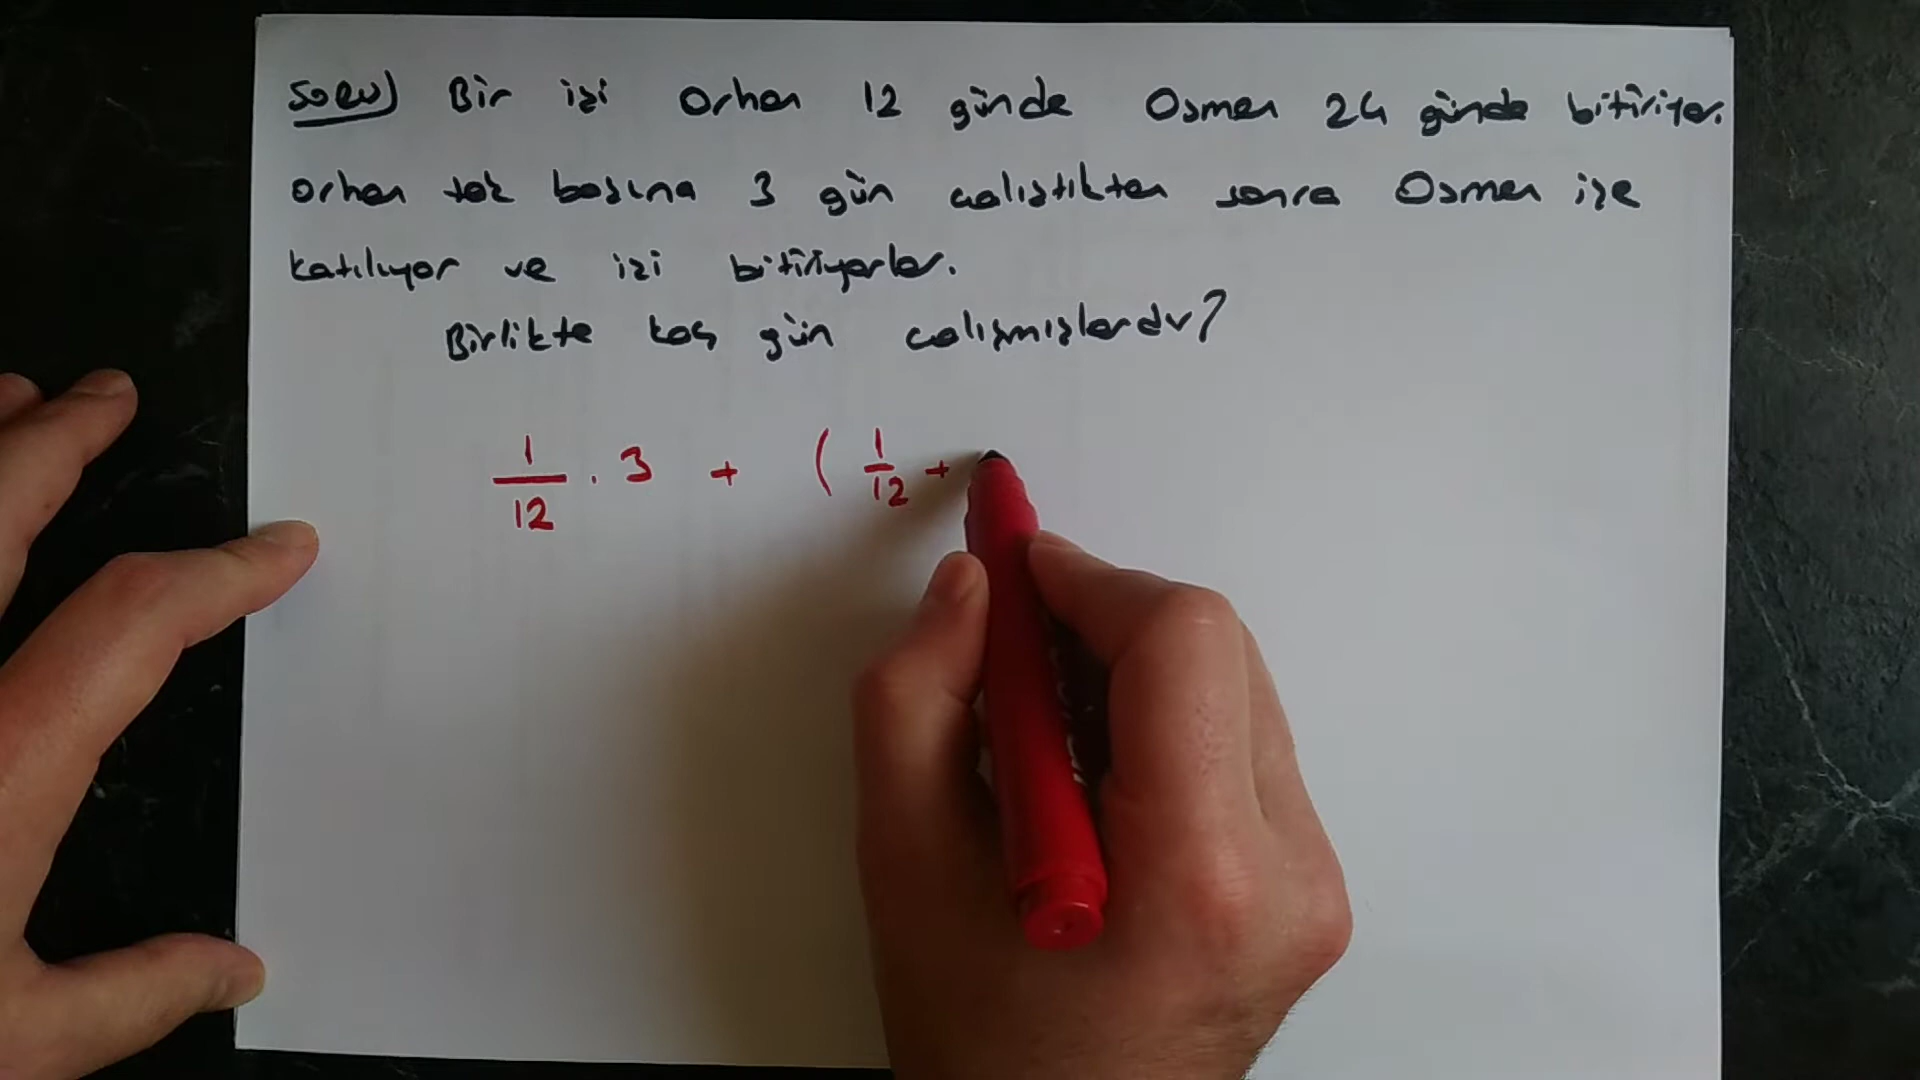 Soru) Bir işi Orhan 12 günde Osman 24 günde bitiriyor.
Orhan tek başına 3 gün çalıştıktan sonra Osman işe
katılıyor ve işi bitiriyorlar.
Birlikte kaç gün çalışmışlardır?
1/12 . 3 + ( 1/12 +